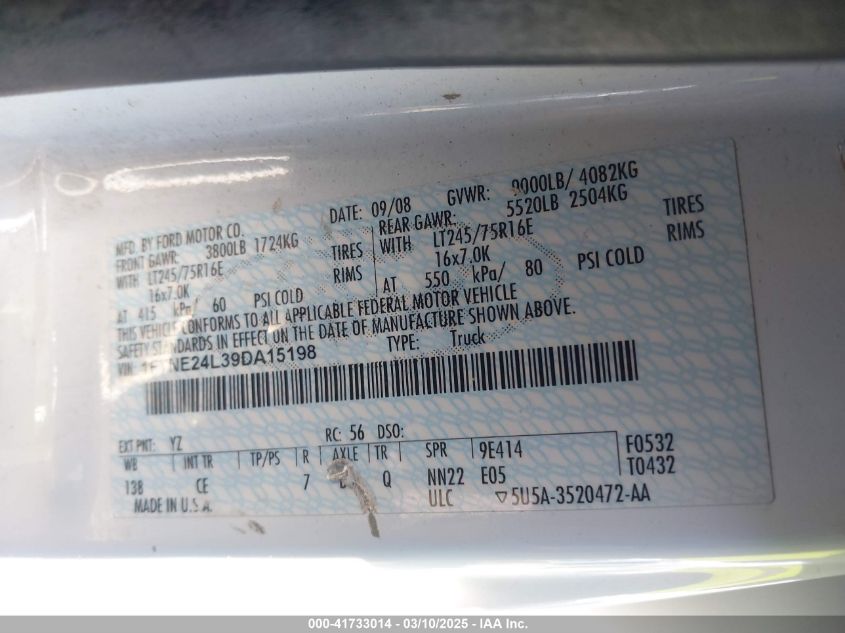 DATE: 09/08 GVWR: 9000LB/ 4082KG
MFD. BY FORD MOTOR CO.
FRONT GAWR: 3800LB 1724KG
WITH LT245/75R16E TIRES
16x7.0K RIMS
AT 415 kPa/ 60 PSI COLD
REAR GAWR: 5520LB 2504KG
WITH LT245/75R16E TIRES
16x7.0K RIMS
AT 550 kPa/ 80 PSI COLD
THIS VEHICLE CONFORMS TO ALL APPLICABLE FEDERAL MOTOR VEHICLE
SAFETY STANDARDS IN EFFECT ON THE DATE OF MANUFACTURE SHOWN ABOVE.
VIN: NE24L39DA15198 TYPE: Truck
EXT PNT: YZ RC: 56 DSO:
WB INT TR TP/PS R AXLE TR SPR 9E414 F0532
138 CE 7 Q NN22 E05 T0432
MADE IN U.S.A. ULC 5U5A-3520472-AA
000-41733014 - 03/10/2025 - IAA Inc.